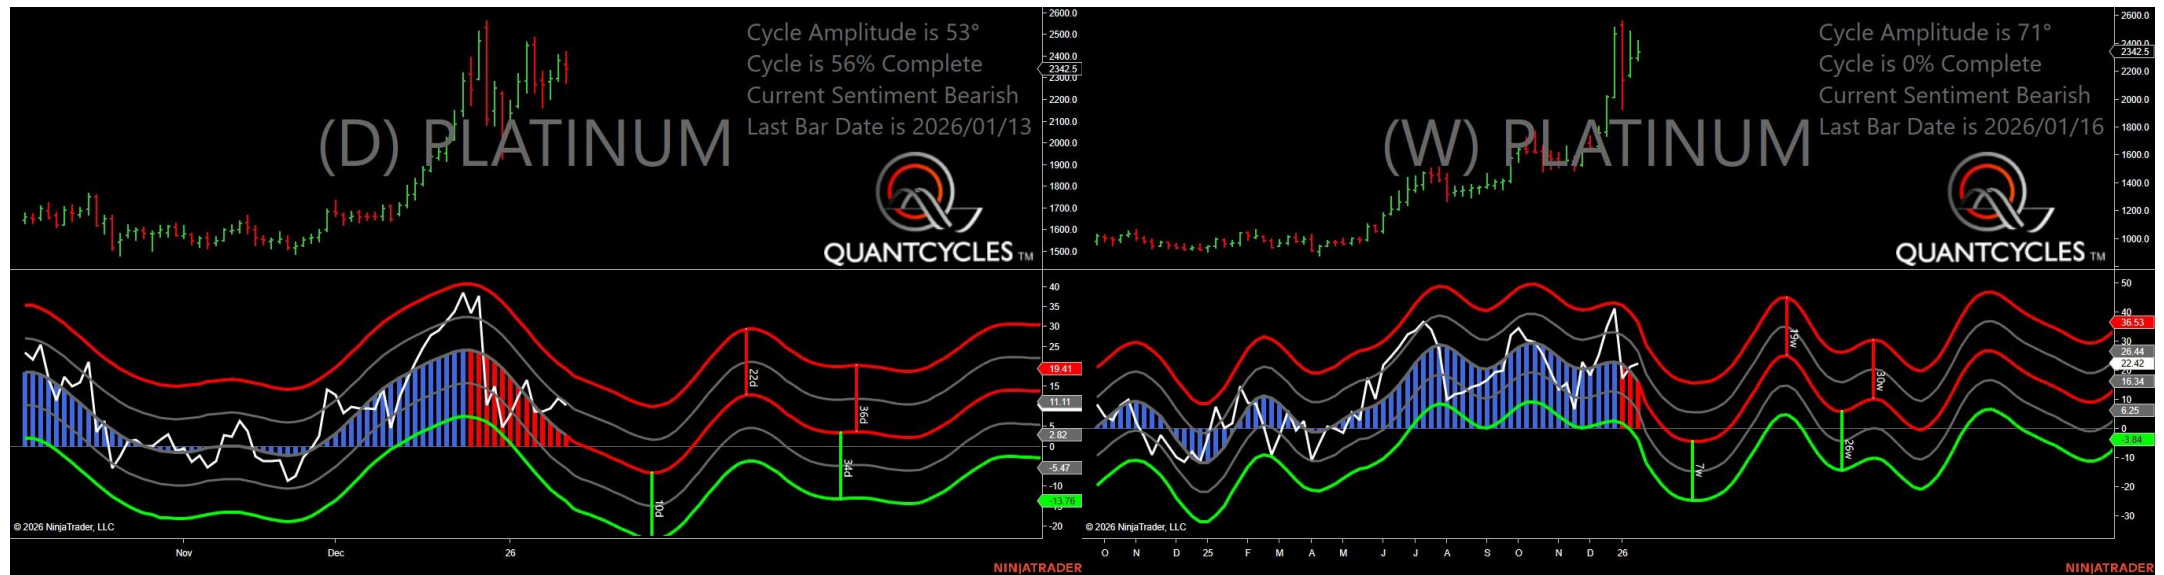 Cycle Amplitude is 53°
Cycle is 56% Complete
Current Sentiment Bearish
Last Bar Date is 2026/01/13
(D) PLATINUM
QUANTCYCLES TM
2600.0
2500.0
2400.0
2342.5
2300.0
2200.0
2100.0
2000.0
1900.0
1800.0
1700.0
1600.0
1500.0
40
35
30
25
19.41
15
11.11
5
2.82
0
-5.47
-10
-13.76
-20
22d
36d
34d
10d
© 2026 NinjaTrader, LLC
Nov
Dec
26
NINJATRADER
Cycle Amplitude is 71°
Cycle is 0% Complete
Current Sentiment Bearish
Last Bar Date is 2026/01/16
(W) PLATINUM
QUANTCYCLES TM
2600.0
2400.0
2342.5
2200.0
2000.0
1800.0
1600.0
1400.0
1200.0
1000.0
50
40
36.53
30
26.44
22.42
16.34
10
6.25
0
-3.84
-10
-20
-30
19w
30w
26w
7w
© 2026 NinjaTrader, LLC
O N D 25 F M A M J J A S O N D 26
NINJATRADER